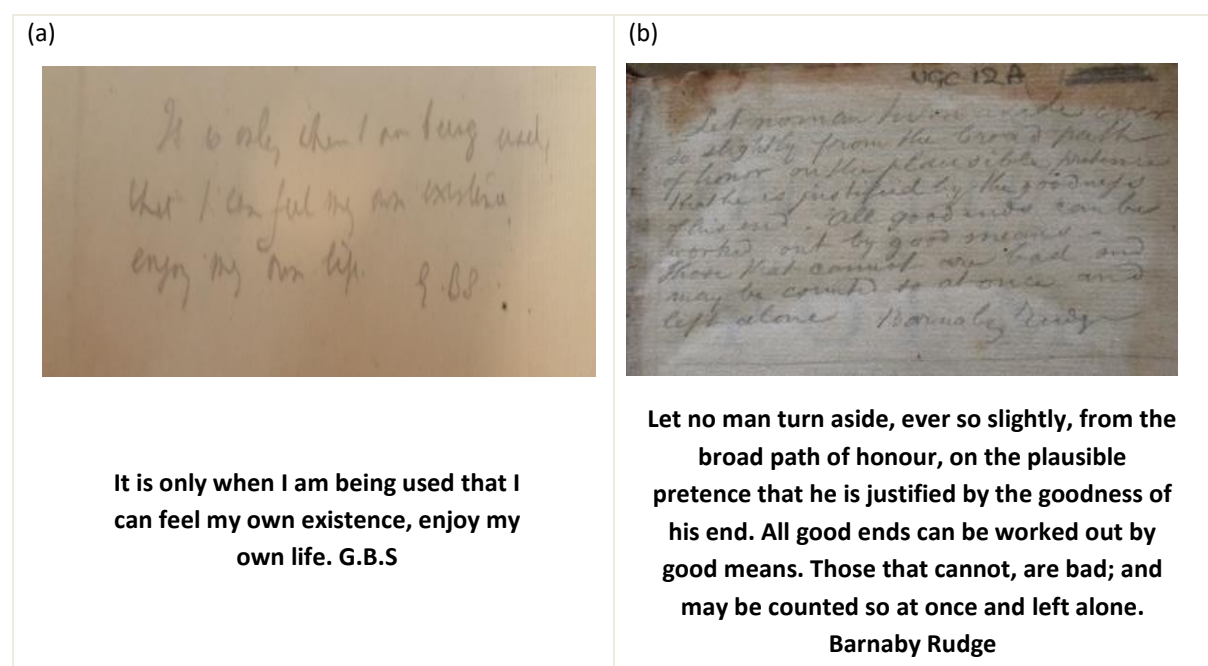 (a)
It is only when I am being used,
that I can feel my own existence,
enjoy my own life. G.BS.
It is only when I am being used that I
can feel my own existence, enjoy my
own life. G.B.S
(b)
UGC 12A
Let no man turn aside ever
so slightly from the broad path
of honor on the plausible pretence
that he is justified by the goodness
of his end. All good ends can be
worked out by good means -
those that cannot are bad and
may be counted so at once and
left alone Barnaby Rudge
Let no man turn aside, ever so slightly, from the
broad path of honour, on the plausible
pretence that he is justified by the goodness of
his end. All good ends can be worked out by
good means. Those that cannot, are bad; and
may be counted so at once and left alone.
Barnaby Rudge